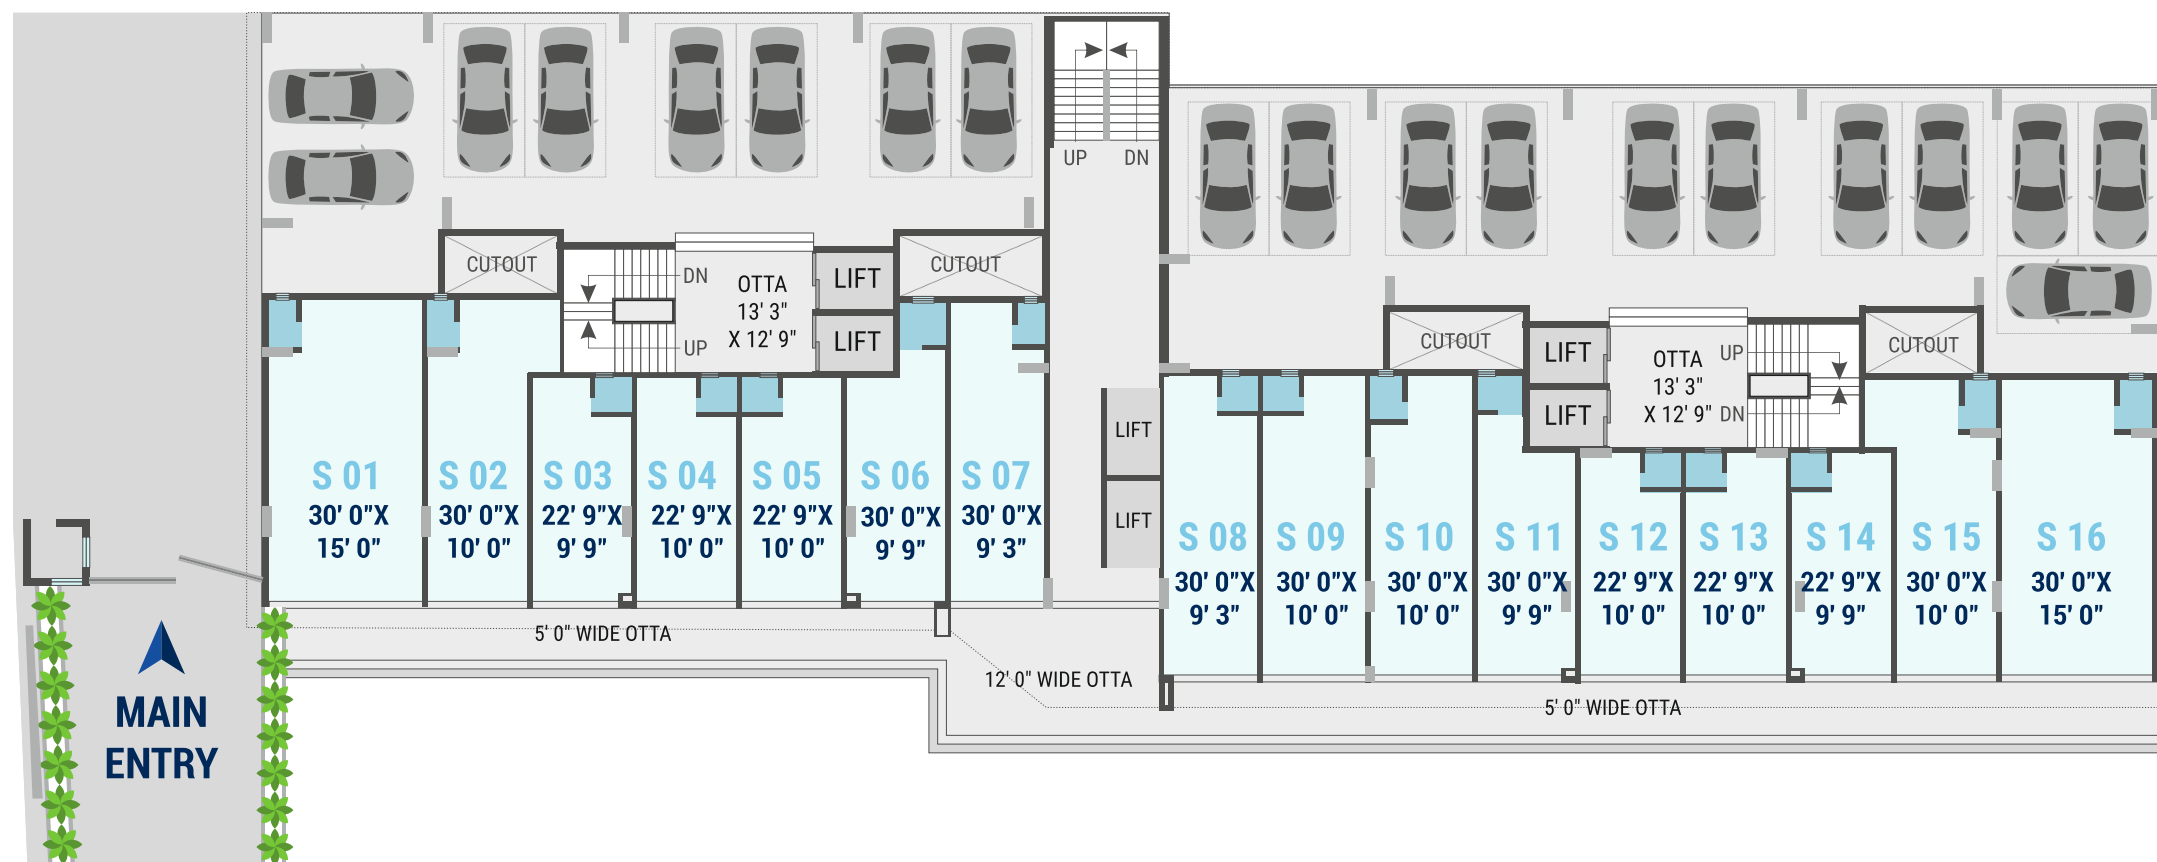 UP
DN
CUTOUT
DN
UP
OTTA
13' 3"
X 12' 9"
LIFT
LIFT
CUTOUT
S 01
30' 0"X
15' 0"
S 02
30' 0"X
10' 0"
S 03
22' 9"X
9' 9"
S 04
22' 9"X
10' 0"
S 05
22' 9"X
10' 0"
S 06
30' 0"X
9' 9"
S 07
30' 0"X
9' 3"
LIFT
LIFT
CUTOUT
LIFT
LIFT
OTTA
13' 3"
X 12' 9"
UP
DN
CUTOUT
S 08
30' 0"X
9' 3"
S 09
30' 0"X
10' 0"
S 10
30' 0"X
10' 0"
S 11
30' 0"X
9' 9"
S 12
22' 9"X
10' 0"
S 13
22' 9"X
10' 0"
S 14
22' 9"X
9' 9"
S 15
30' 0"X
10' 0"
S 16
30' 0"X
15' 0"
5' 0" WIDE OTTA
12' 0" WIDE OTTA
5' 0" WIDE OTTA
MAIN
ENTRY